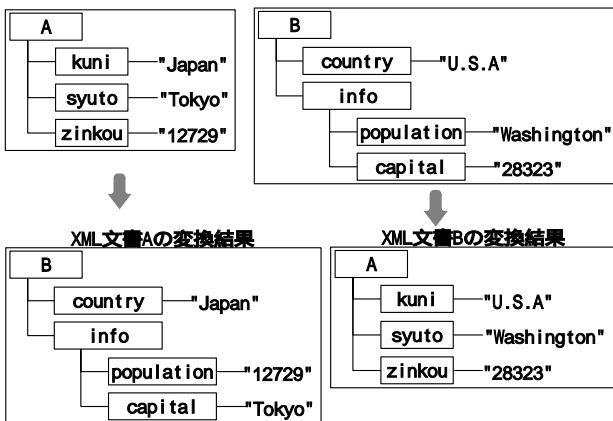 A
kuni "Japan"
syuto "Tokyo"
zinkou "12729"
B
country "U.S.A"
info
population "Washington"
capital "28323"
XML文書Aの変換結果
B
country "Japan"
info
population "12729"
capital "Tokyo"
XML文書Bの変換結果
A
kuni "U.S.A"
syuto "Washington"
zinkou "28323"